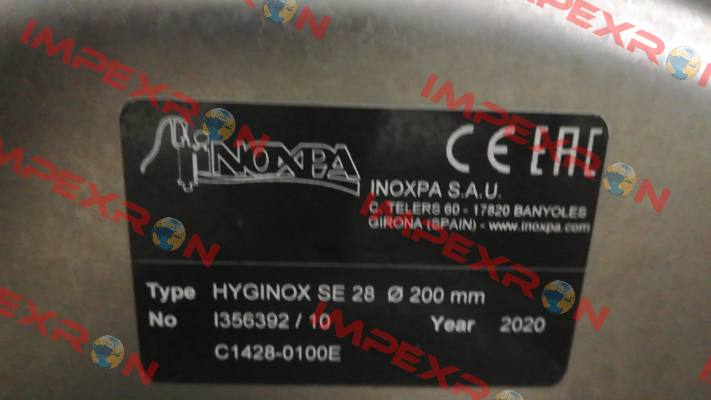 INOXPA
CE EAC
INOXPA S.A.U.
C. TELERS 60 - 17820 BANYOLES
GIRONA (SPAIN) - www.inoxpa.com
Type HYGINOX SE 28 Ø 200 mm
No I356392 / 10 Year 2020
C1428-0100E
IMPEXRON
IMPEXRON
IMPEXRON
IMPEXRON
IMPEXRON
IMPEXRON
IMPEXRON